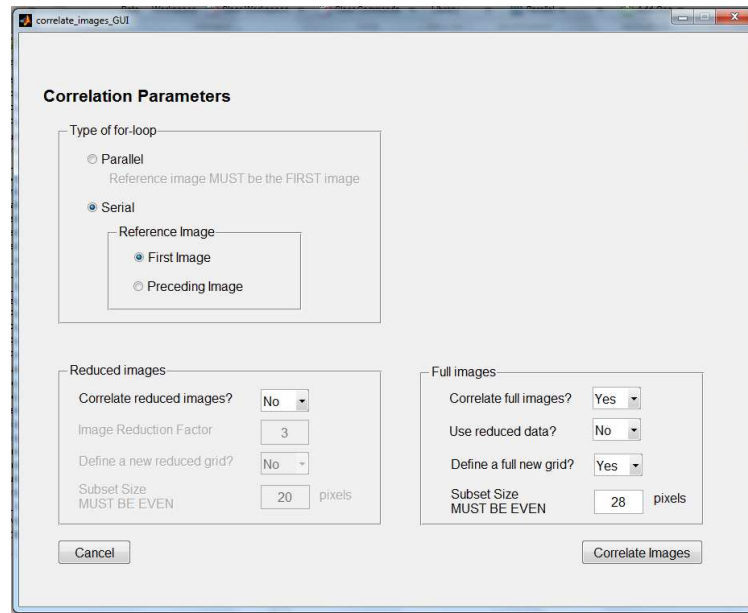 correlate_images_GUI
Correlation Parameters
Type of for-loop
Parallel
Reference image MUST be the FIRST image
Serial
Reference Image
First Image
Preceding Image
Reduced images
Correlate reduced images? No
Image Reduction Factor 3
Define a new reduced grid? No
Subset Size
MUST BE EVEN 20 pixels
Full images
Correlate full images? Yes
Use reduced data? No
Define a full new grid? Yes
Subset Size
MUST BE EVEN 28 pixels
Cancel
Correlate Images